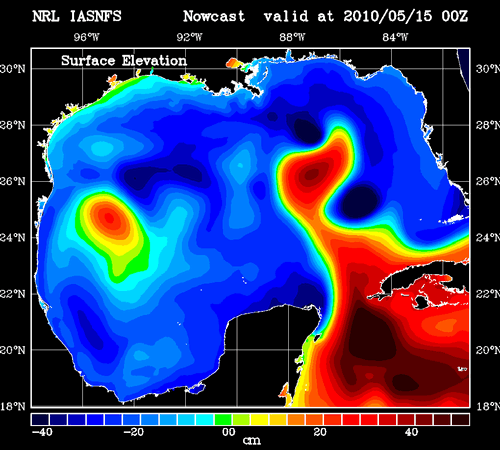 NRL IASNFS Nowcast valid at 2010/05/15 00Z
96°W 92°W 88°W 84°W
Surface Elevation
30°N 30°N
28°N 28°N
26°N 26°N
24°N 24°N
22°N 22°N
20°N 20°N
18°N 18°N
-40 -20 00 20 40
cm